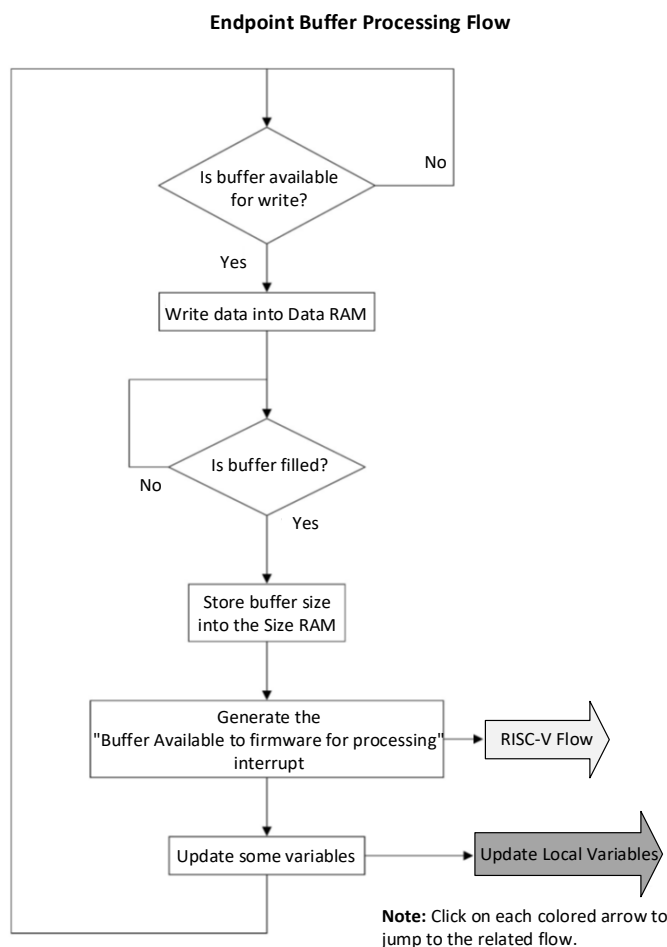 Endpoint Buffer Processing Flow
Is buffer available
for write?
No
Yes
Write data into Data RAM
Is buffer filled?
No
Yes
Store buffer size
into the Size RAM
Generate the
"Buffer Available to firmware for processing"
interrupt
RISC-V Flow
Update some variables
Update Local Variables
Note: Click on each colored arrow to
jump to the related flow.